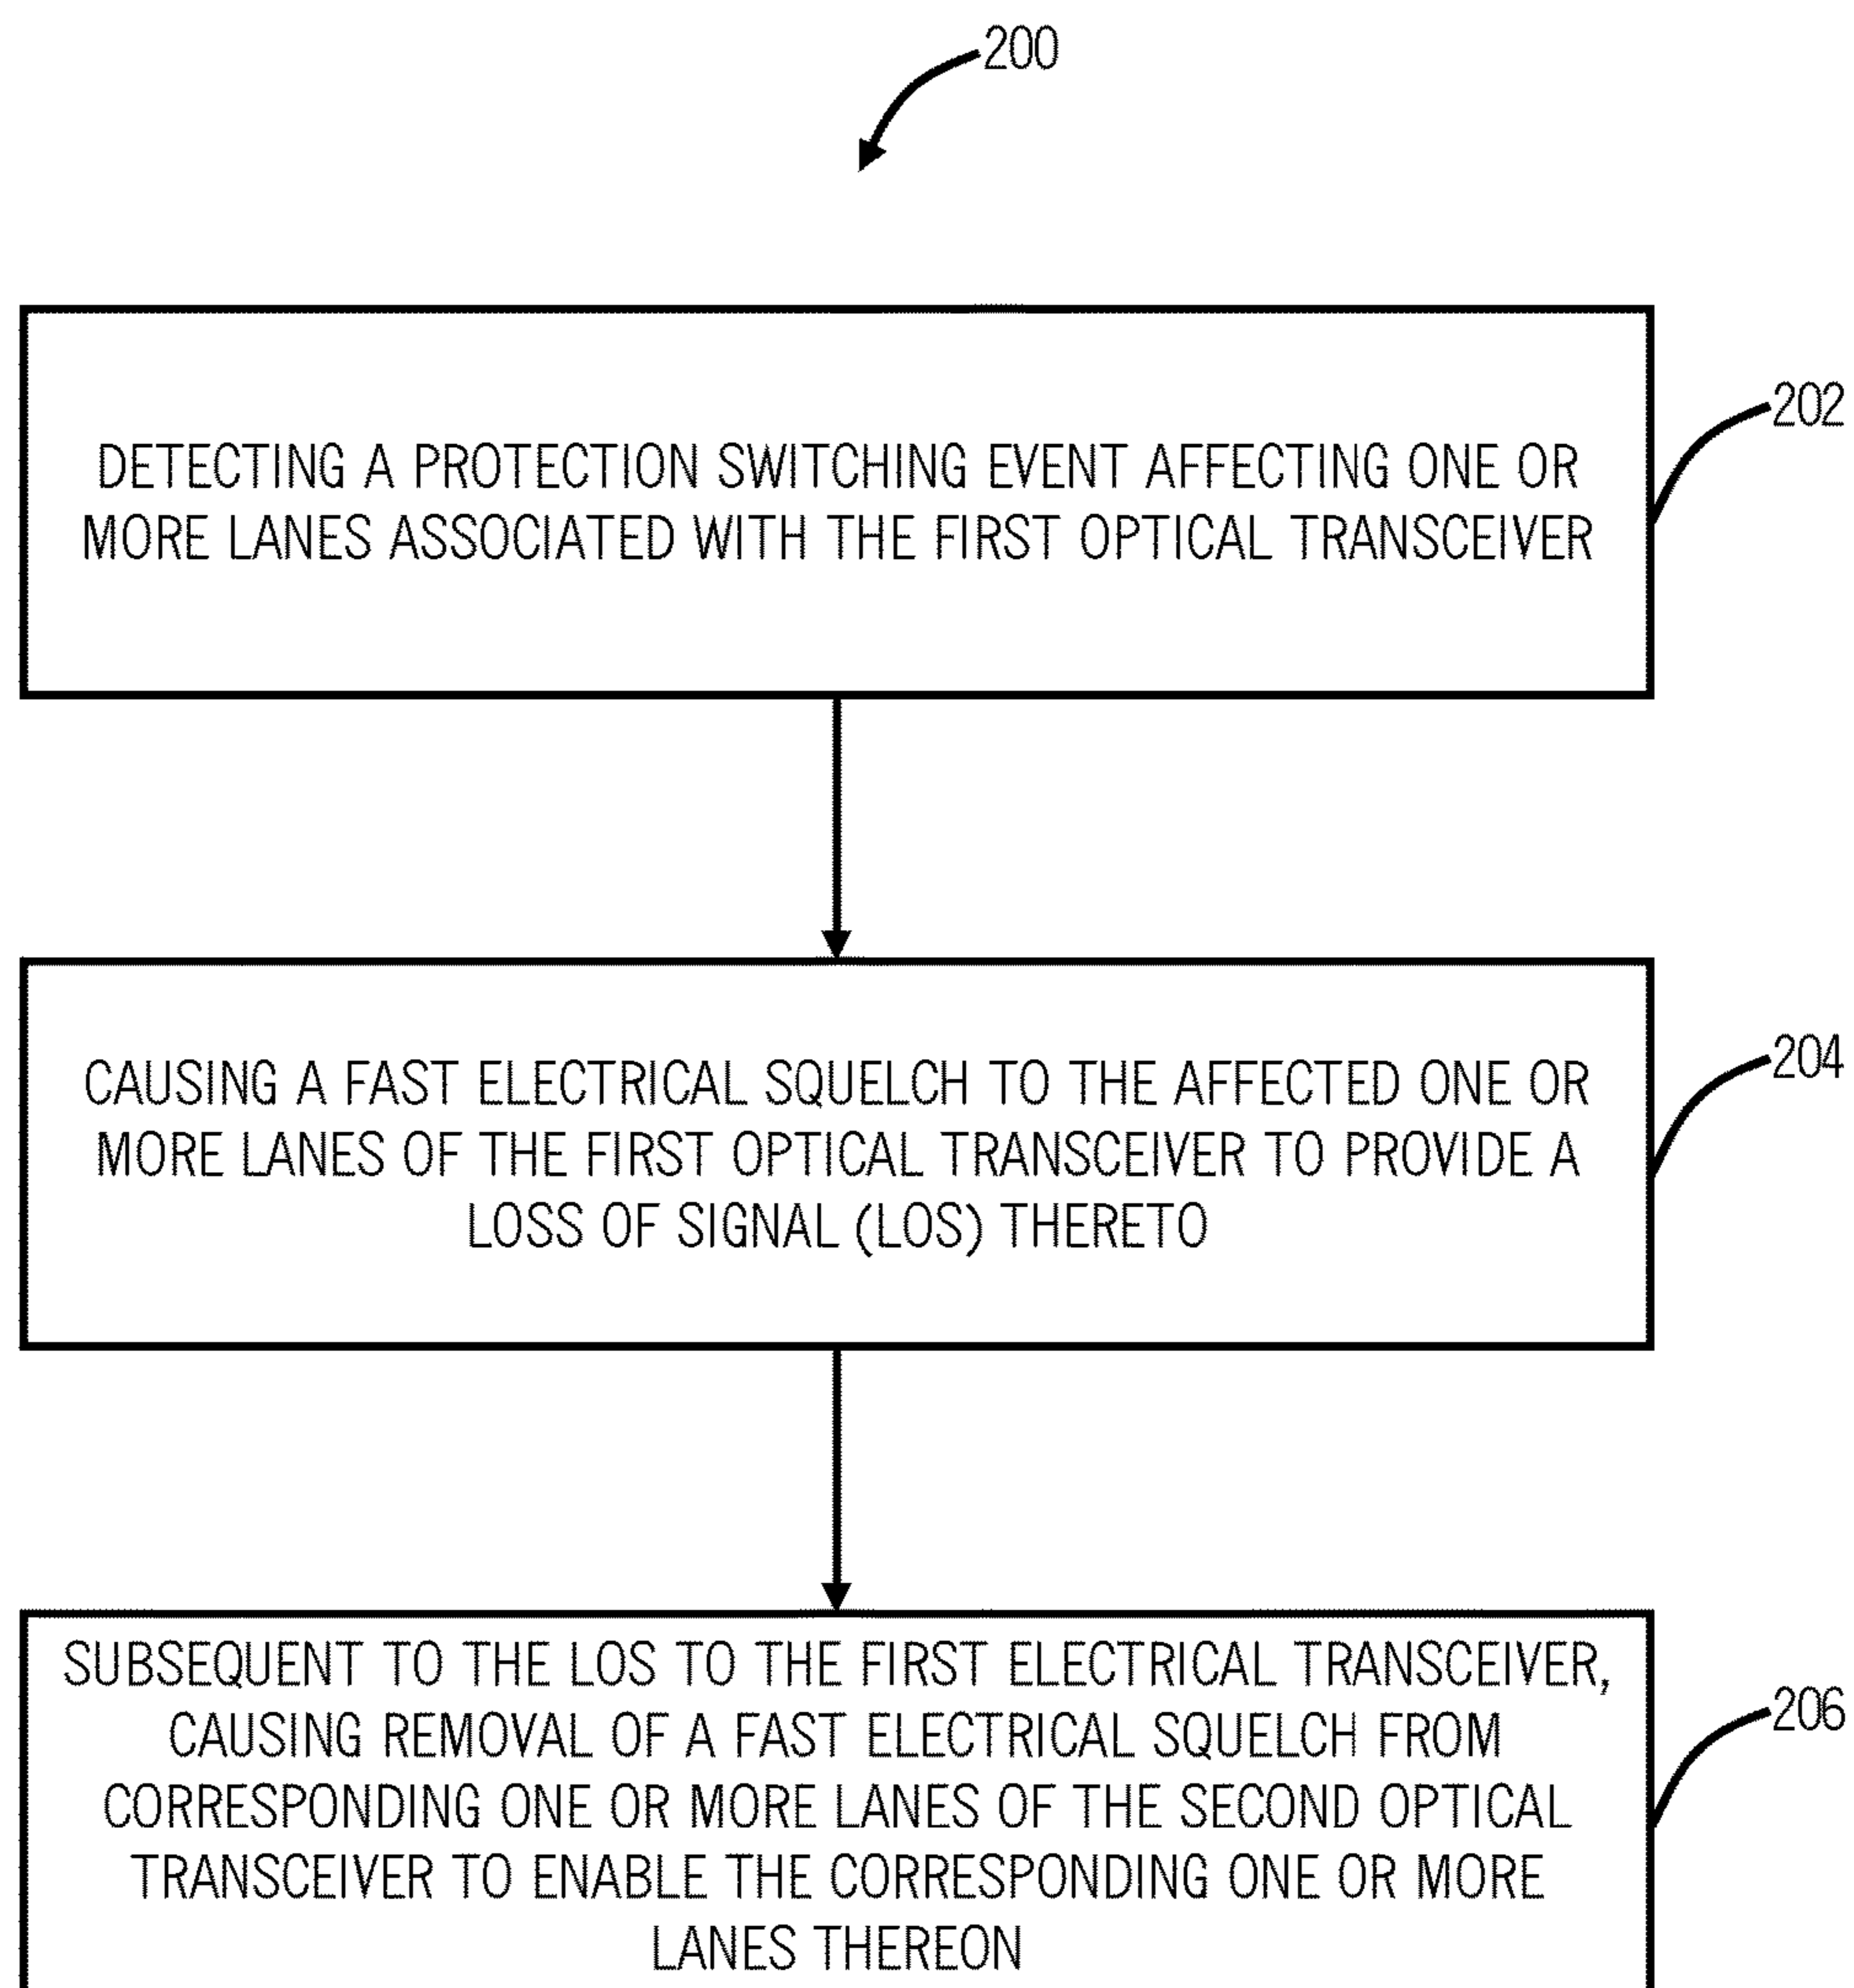 200
DETECTING A PROTECTION SWITCHING EVENT AFFECTING ONE OR
MORE LANES ASSOCIATED WITH THE FIRST OPTICAL TRANSCEIVER
202
CAUSING A FAST ELECTRICAL SQUELCH TO THE AFFECTED ONE OR
MORE LANES OF THE FIRST OPTICAL TRANSCEIVER TO PROVIDE A
LOSS OF SIGNAL (LOS) THERETO
204
SUBSEQUENT TO THE LOS TO THE FIRST ELECTRICAL TRANSCEIVER,
CAUSING REMOVAL OF A FAST ELECTRICAL SQUELCH FROM
CORRESPONDING ONE OR MORE LANES OF THE SECOND OPTICAL
TRANSCEIVER TO ENABLE THE CORRESPONDING ONE OR MORE
LANES THEREON
206